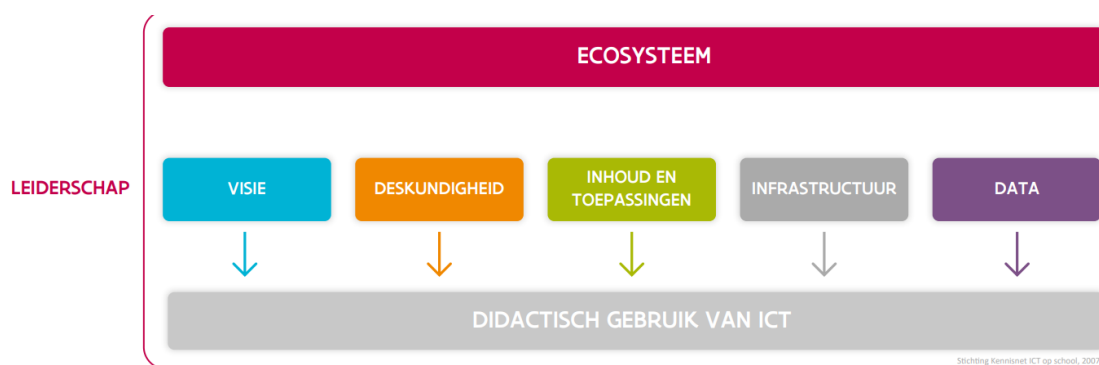 ECOSYSTEEM
LEIDERSCHAP
VISIE
DESKUNDIGHEID
INHOUD EN
TOEPASSINGEN
INFRASTRUCTUUR
DATA
DIDACTISCH GEBRUIK VAN ICT
Stichting Kennisnet ICT op school, 2007